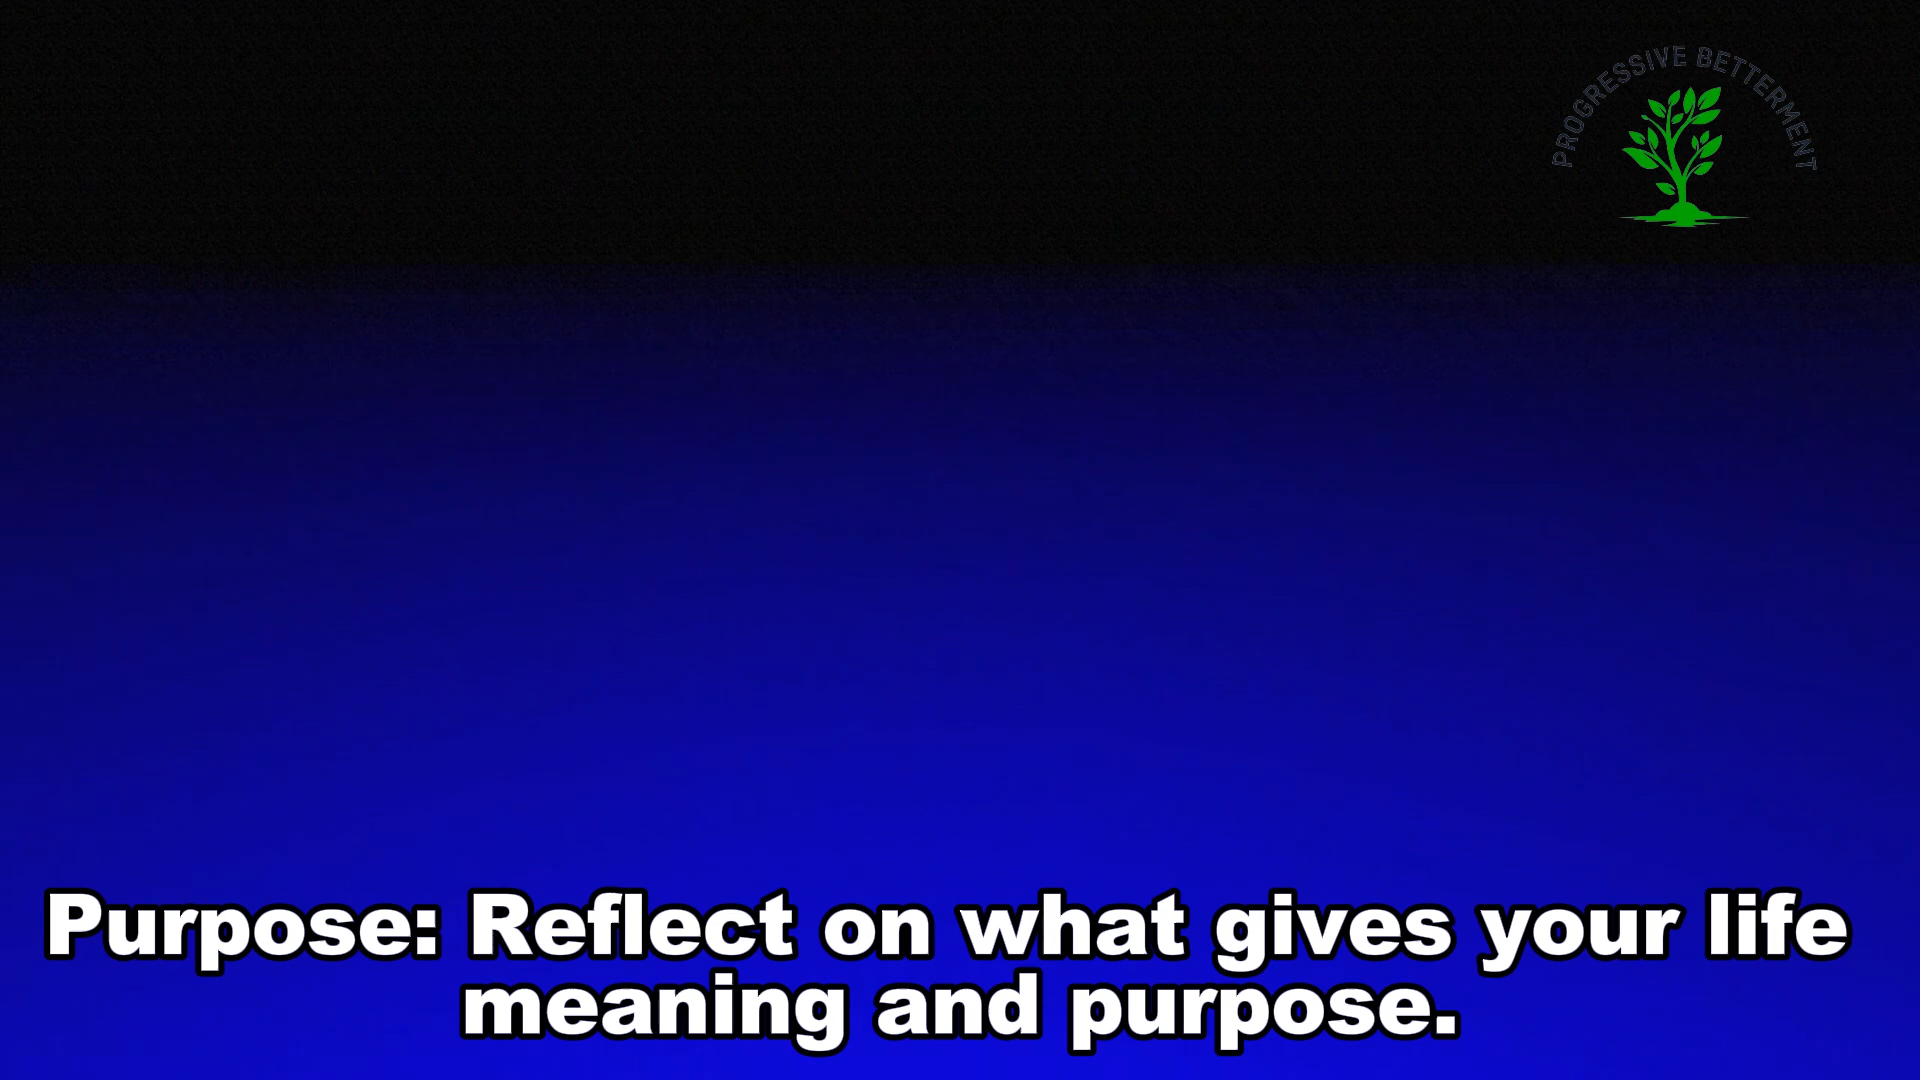 PROGRESSIVE BETTERMENT
Purpose: Reflect on what gives your life
meaning and purpose.